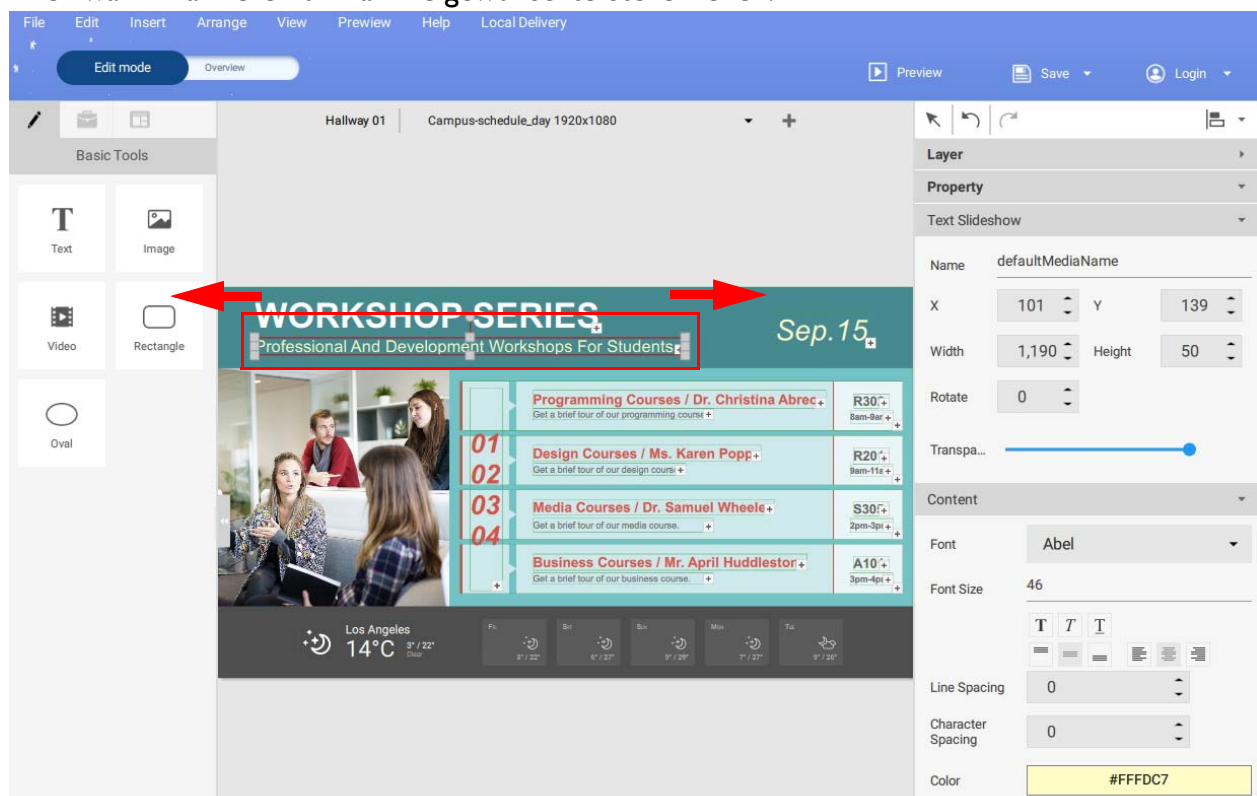 File Edit Insert Arrange View Prewiew Help Local Delivery
Edit mode Overview
Preview Save Login
Hallway 01 Campus-schedule_day 1920x1080
Basic Tools
Text
Image
Video
Rectangle
Oval
WORKSHOP SERIES
Professional And Development Workshops For Students
Sep.15
01
02
03
04
Programming Courses / Dr. Christina Abrec
Get a brief tour of our programming course
R30
8am-9ar
Design Courses / Ms. Karen Popp
Get a brief tour of our design cours
R20
9am-11a
Media Courses / Dr. Samuel Wheele
Get a brief tour of our media course.
S30
2pm-3pr
Business Courses / Mr. April Huddlestor
Get a brief tour of our business course.
A10
3pm-4pr
Los Angeles
14°C 3° / 22°
Clear
Layer
Property
Text Slideshow
Name defaultMediaName
X 101 Y 139
Width 1,190 Height 50
Rotate 0
Transpa...
Content
Font Abel
Font Size 46
T T T
Line Spacing 0
Character
Spacing 0
Color #FFFDC7